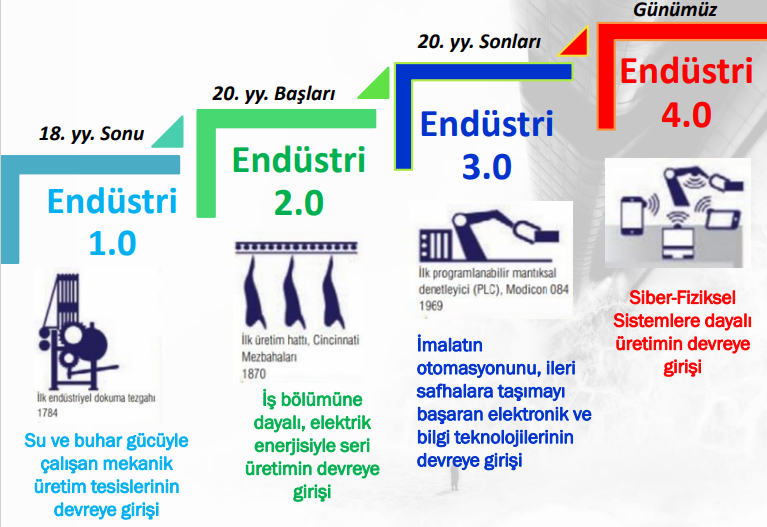 18. yy. Sonu
Endüstri
1.0
İlk endüstriyel dokuma tezgahı
1784
Su ve buhar gücüyle
çalışan mekanik
üretim tesislerinin
devreye girişi
20. yy. Başları
Endüstri
2.0
İlk üretim hattı, Cincinnati
Mezbahaları
1870
İş bölümüne
dayalı, elektrik
enerjisiyle seri
üretimin devreye
girişi
20. yy. Sonları
Endüstri
3.0
İlk programlanabilir mantıksal
denetleyici (PLC), Modicon 084
1969
İmalatın
otomasyonunu, ileri
safhalara taşımayı
başaran elektronik ve
bilgi teknolojilerinin
devreye girişi
Günümüz
Endüstri
4.0
Siber-Fiziksel
Sistemlere dayalı
üretimin devreye
girişi